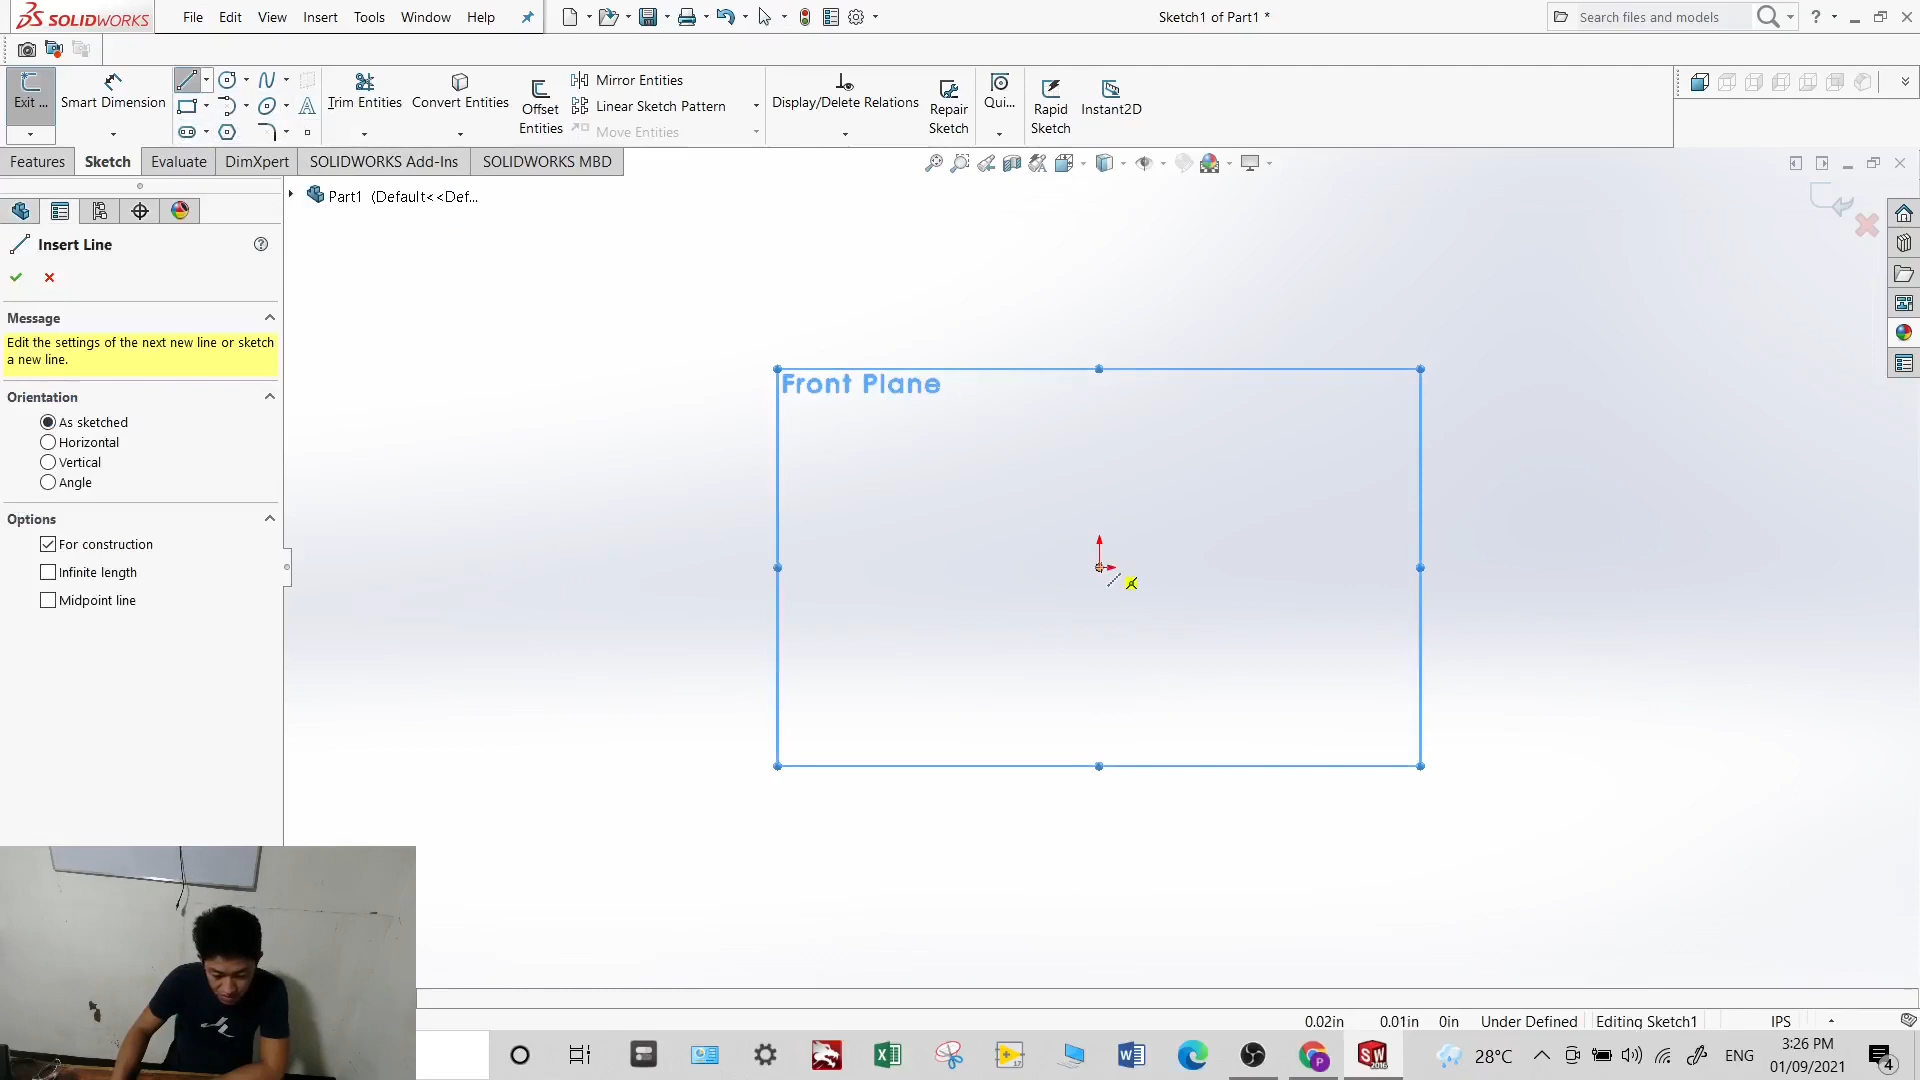 SOLIDWORKS File Edit View Insert Tools Window Help Sketch1 of Part1 * Search files and models ?
Exit ... Smart Dimension Trim Entities Convert Entities Offset Entities Mirror Entities Linear Sketch Pattern Move Entities Display/Delete Relations Repair Sketch Qui... Rapid Sketch Instant2D
Features Sketch Evaluate DimXpert SOLIDWORKS Add-Ins SOLIDWORKS MBD
Part1 (Default<<Def...
Insert Line
Message
Edit the settings of the next new line or sketch
a new line.
Orientation
As sketched
Horizontal
Vertical
Angle
Options
For construction
Infinite length
Midpoint line
Front Plane
0.02in 0.01in 0in Under Defined Editing Sketch1 IPS
28°C ENG 3:26 PM
01/09/2021
4